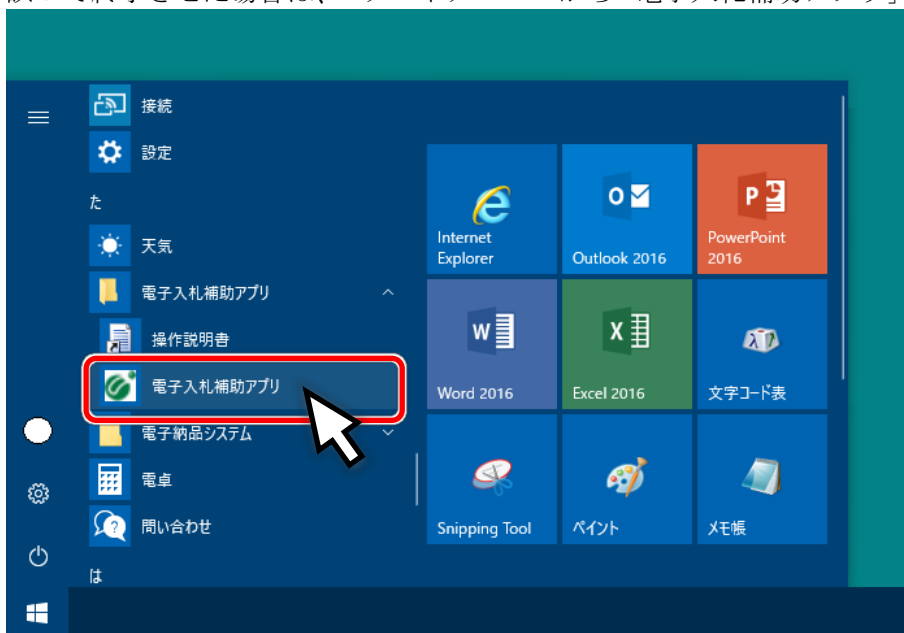 接続
設定
た
天気
電子入札補助アプリ
操作説明書
電子入札補助アプリ
電子納品システム
電卓
問い合わせ
は
Internet
Explorer
Outlook 2016
PowerPoint
2016
Word 2016
Excel 2016
文字コード表
Snipping Tool
ペイント
メモ帳